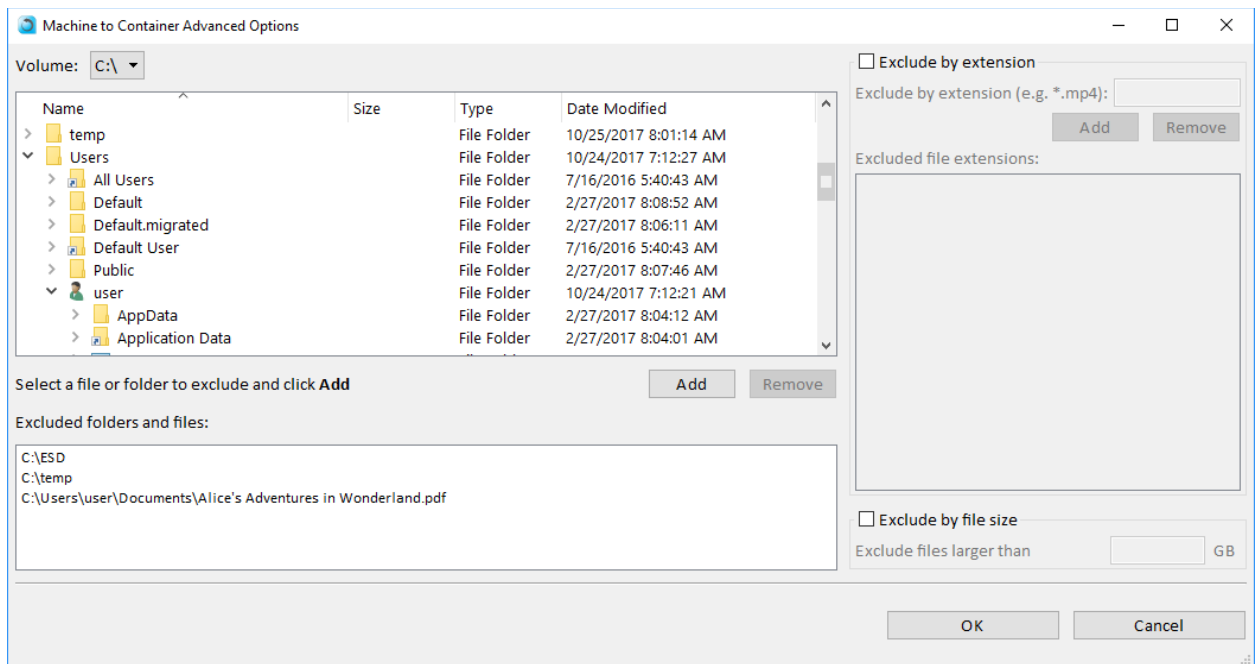 Machine to Container Advanced Options
Volume: C:\
Name Size Type Date Modified
temp File Folder 10/25/2017 8:01:14 AM
Users File Folder 10/24/2017 7:12:27 AM
All Users File Folder 7/16/2016 5:40:43 AM
Default File Folder 2/27/2017 8:08:52 AM
Default.migrated File Folder 2/27/2017 8:06:11 AM
Default User File Folder 7/16/2016 5:40:43 AM
Public File Folder 2/27/2017 8:07:46 AM
user File Folder 10/24/2017 7:12:21 AM
AppData File Folder 2/27/2017 8:04:12 AM
Application Data File Folder 2/27/2017 8:04:01 AM
Select a file or folder to exclude and click Add
Add Remove
Excluded folders and files:
C:\ESD
C:\temp
C:\Users\user\Documents\Alice's Adventures in Wonderland.pdf
Exclude by extension
Exclude by extension (e.g. *.mp4):
Add Remove
Excluded file extensions:
Exclude by file size
Exclude files larger than GB
OK Cancel